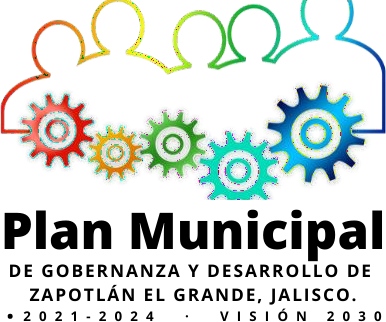 Plan Municipal
DE GOBERNANZA Y DESARROLLO DE
ZAPOTLÁN EL GRANDE, JALISCO.
• 2021-2024 · VISIÓN 2030